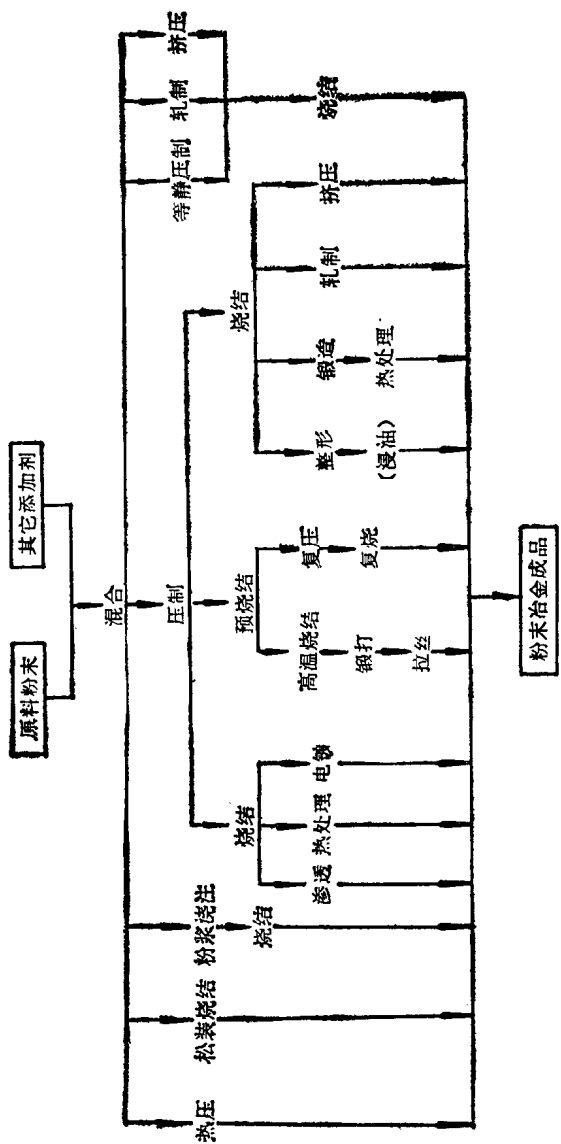 原料粉末
其它添加剂
混合
热压
松装烧结
粉浆浇注
压制
等静压制
轧制
挤压
烧结
烧结
预烧结
烧结
渗透
热处理
电镀
高温烧结
复压
整形
锻造
轧制
挤压
烧结
锻打
复烧
(浸油)
热处理
拉丝
粉末冶金成品